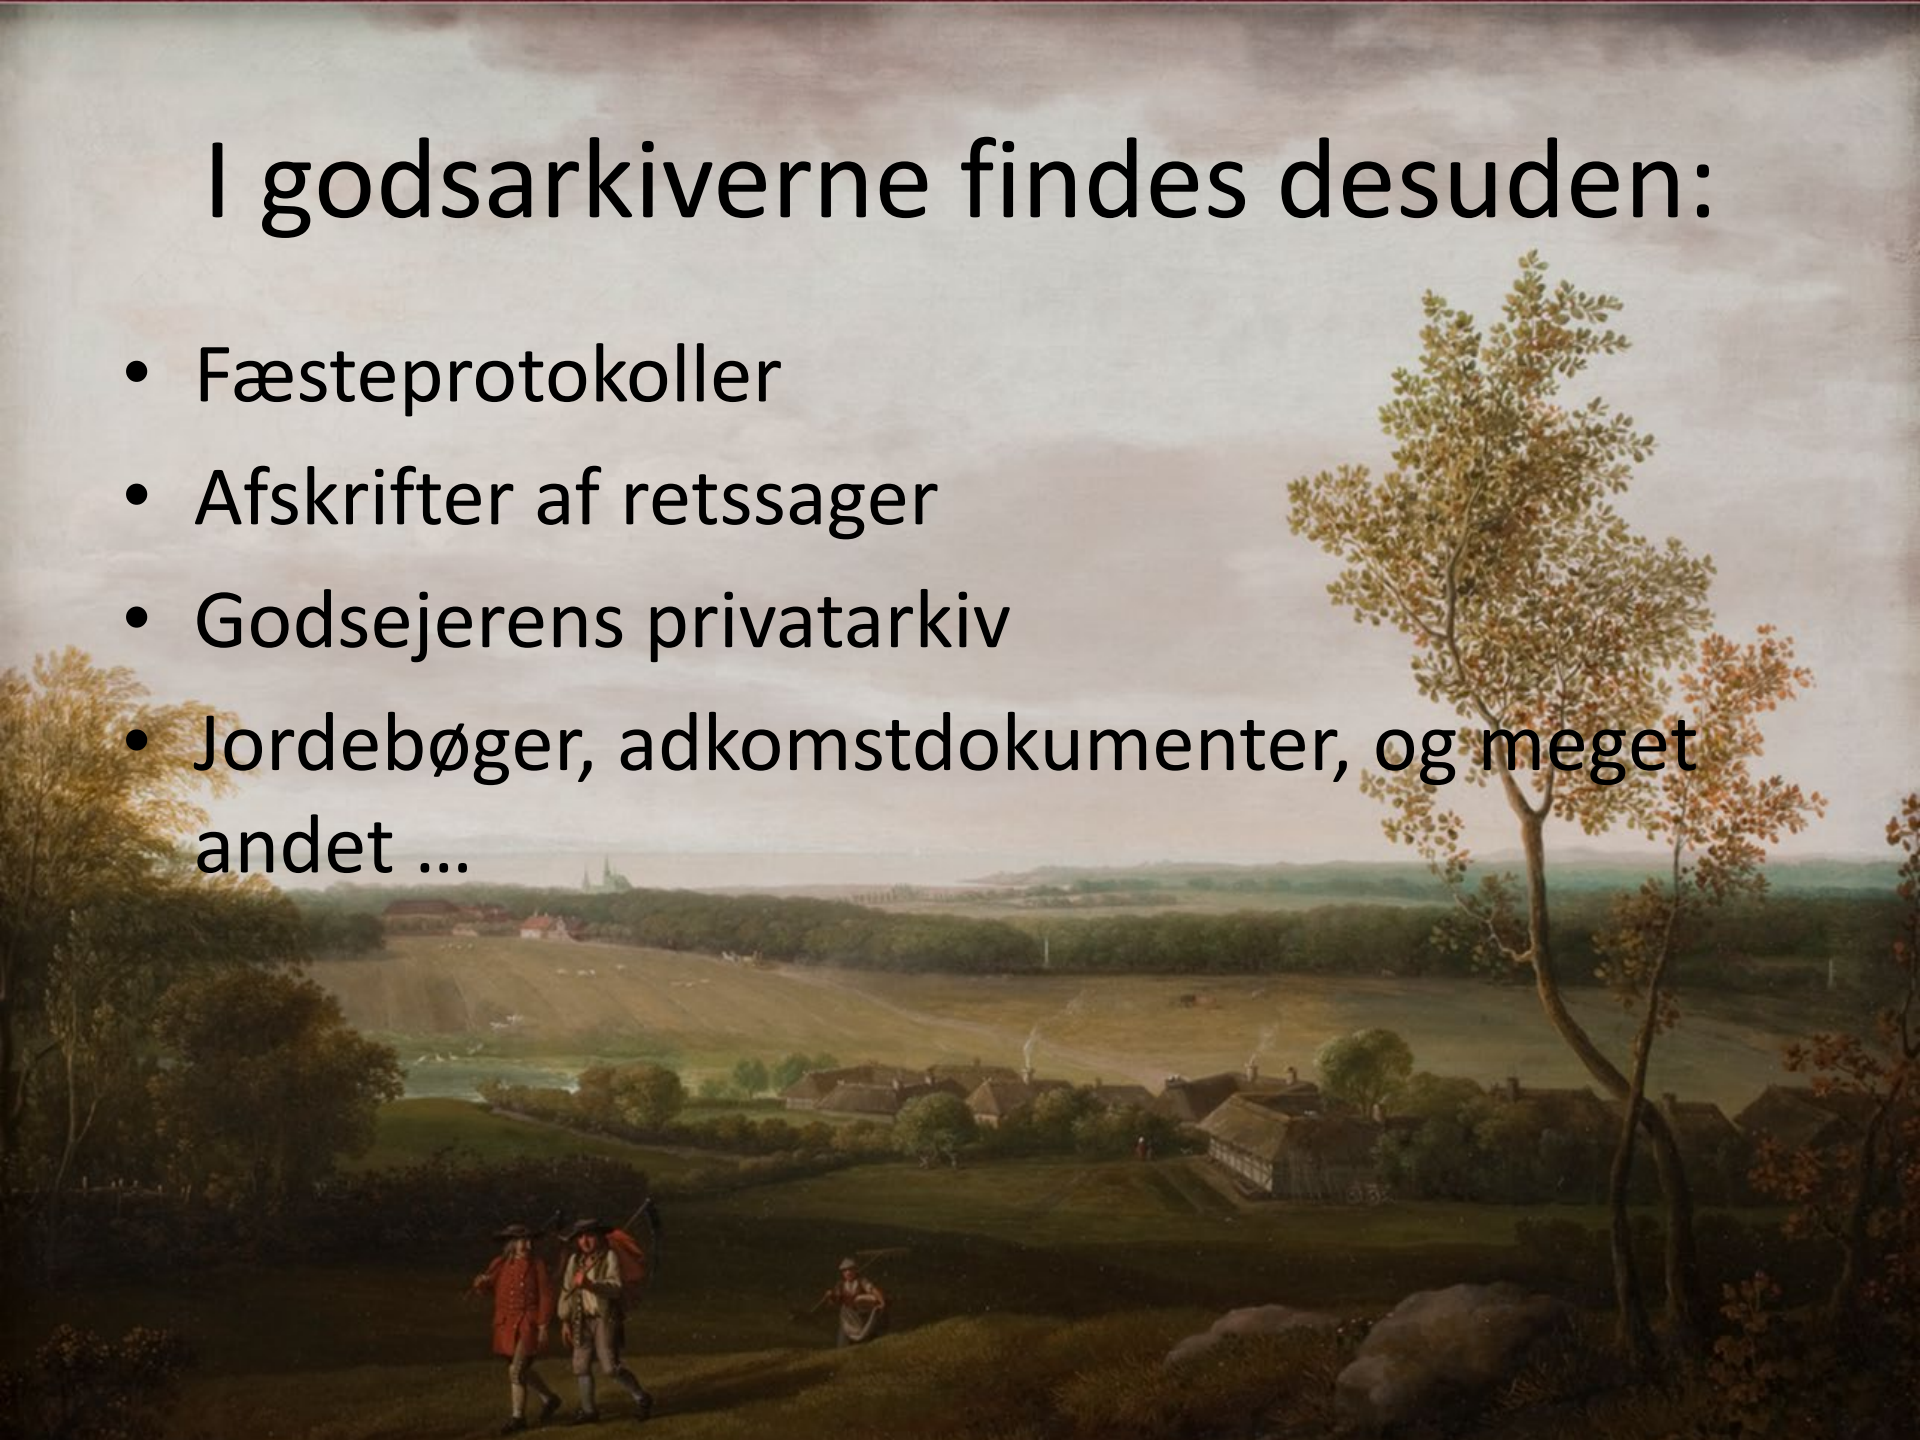 I godsarkiverne findes desuden:
• Fæsteprotokoller
• Afskrifter af retssager
• Godsejerens privatarkiv
• Jordebøger, adkomstdokumenter, og meget
andet …